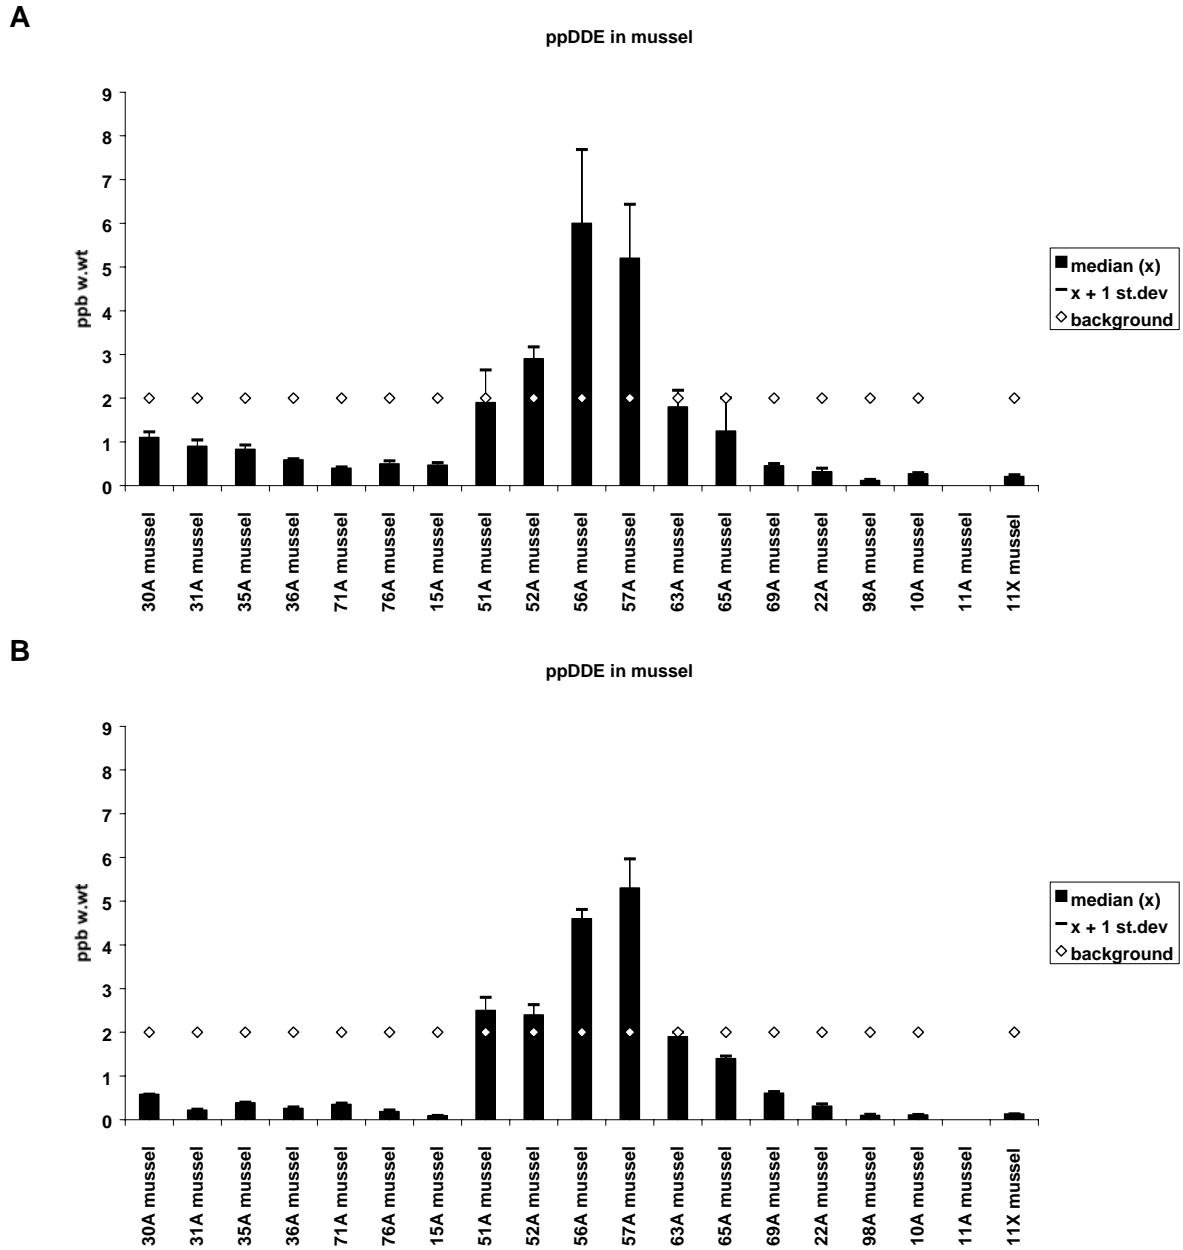 A
ppDDE in mussel
9
8
7
6
5
4
3
2
1
0
ppb w.wt
30A mussel
31A mussel
35A mussel
36A mussel
71A mussel
76A mussel
15A mussel
51A mussel
52A mussel
56A mussel
57A mussel
63A mussel
65A mussel
69A mussel
22A mussel
98A mussel
10A mussel
11A mussel
11X mussel
median (x)
x + 1 st.dev
background
B
ppDDE in mussel
9
8
7
6
5
4
3
2
1
0
ppb w.wt
30A mussel
31A mussel
35A mussel
36A mussel
71A mussel
76A mussel
15A mussel
51A mussel
52A mussel
56A mussel
57A mussel
63A mussel
65A mussel
69A mussel
22A mussel
98A mussel
10A mussel
11A mussel
11X mussel
median (x)
x + 1 st.dev
background